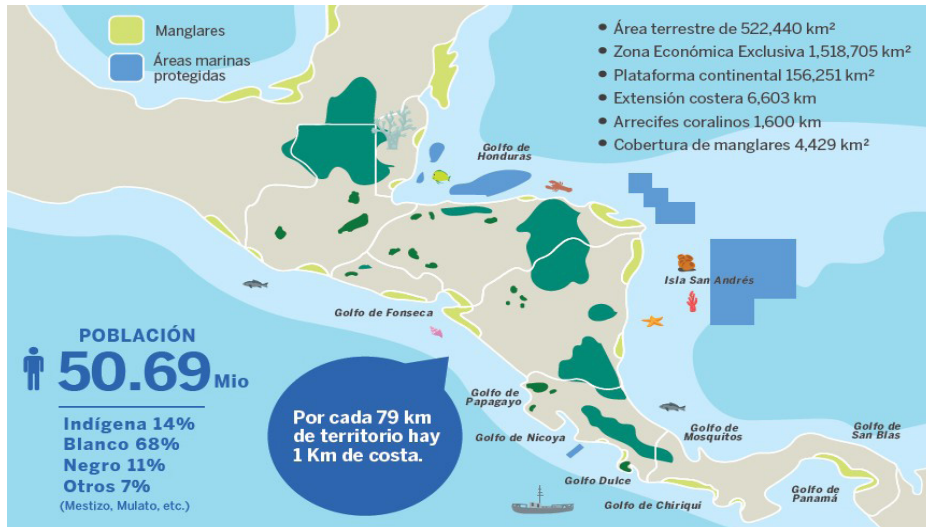 Manglares
Áreas marinas
protegidas
• Área terrestre de 522,440 km²
• Zona Económica Exclusiva 1,518,705 km²
• Plataforma continental 156,251 km²
• Extensión costera 6,603 km
• Arrecifes coralinos 1,600 km
• Cobertura de manglares 4,429 km²
Golfo de
Honduras
Isla San Andrés
Golfo de Fonseca
POBLACIÓN
50.69 Mio
Indígena 14%
Blanco 68%
Negro 11%
Otros 7%
(Mestizo, Mulato, etc.)
Por cada 79 km
de territorio hay
1 Km de costa.
Golfo de
Papagayo
Golfo de Nicoya
Golfo Dulce
Golfo de Chiriquí
Golfo de
Mosquitos
Golfo de
San Blas
Golfo de
Panamá